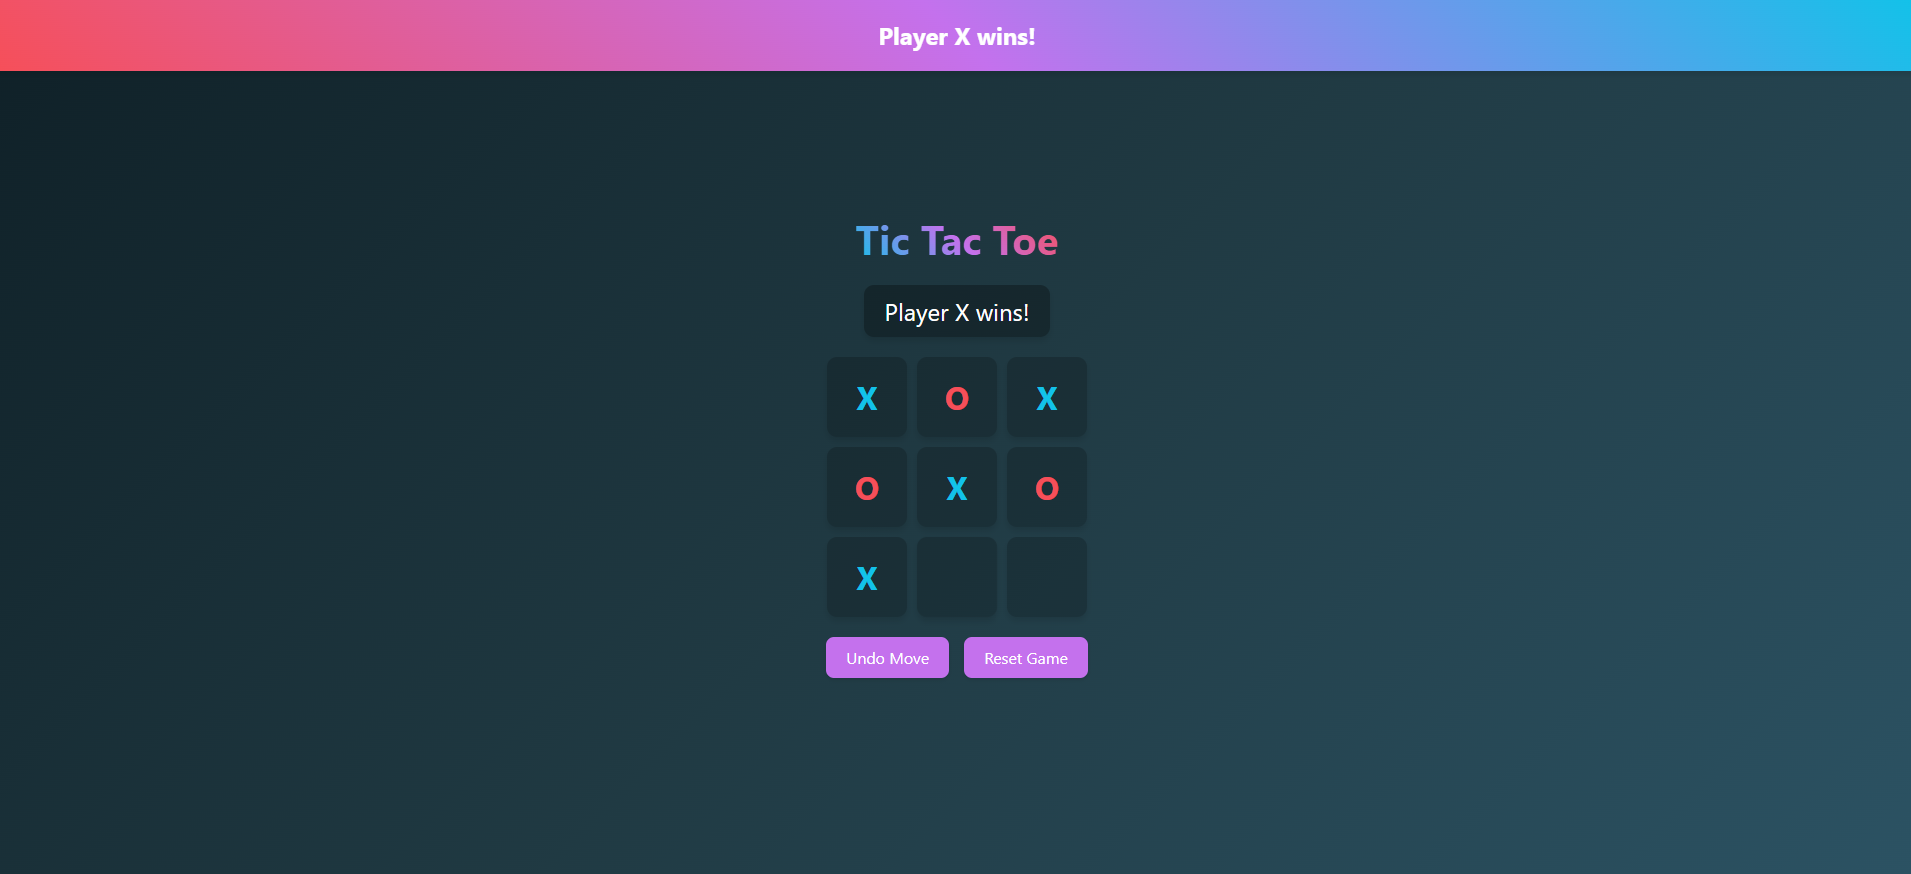 Player X wins!
Tic Tac Toe
Player X wins!
X O X
O X O
X
Undo Move Reset Game